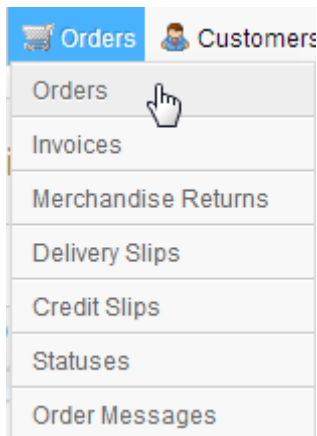 Orders Customers
Orders
Invoices
Merchandise Returns
Delivery Slips
Credit Slips
Statuses
Order Messages